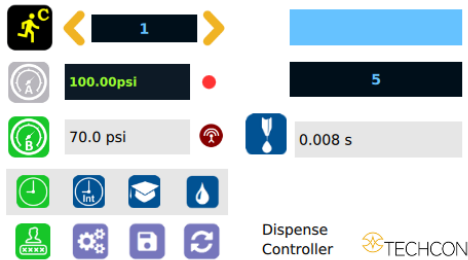 C
1
A
100.00psi
5
B
70.0 psi
0.008 s
Int
****
Dispense
Controller
TECHCON